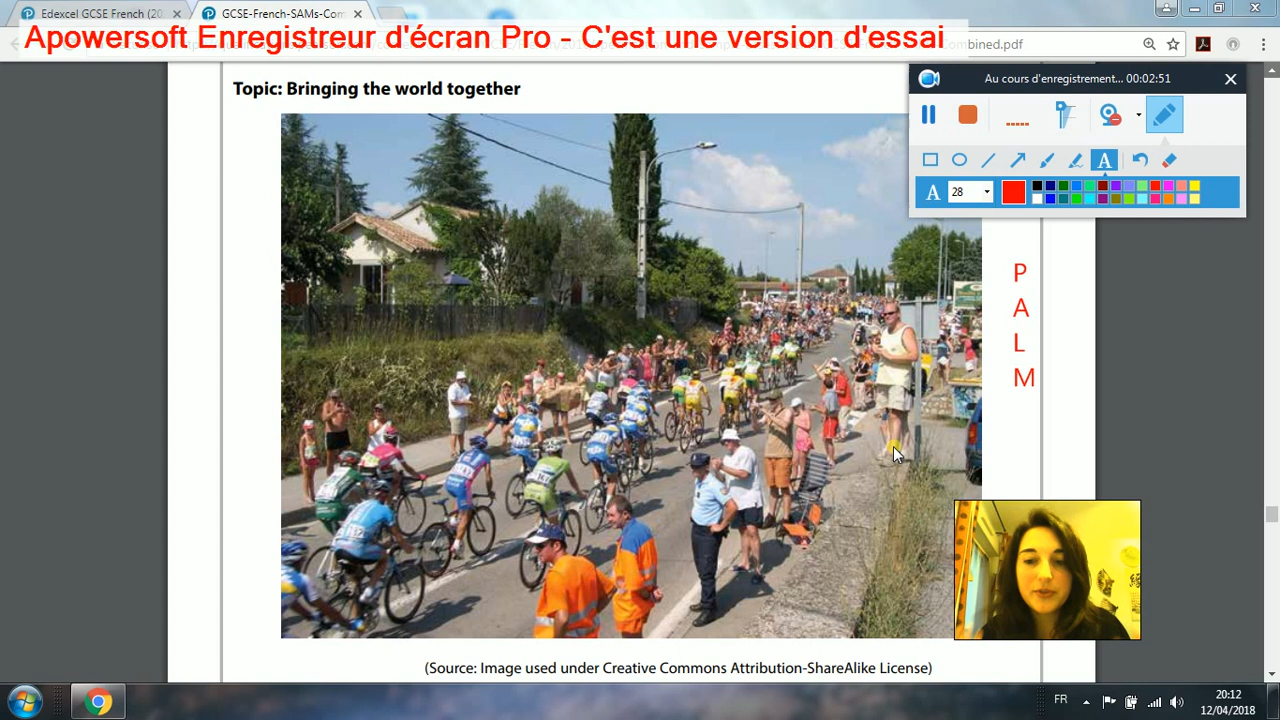 Edexcel GCSE French (20
GCSE-French-SAMs-Com
Apowersoft Enregistreur d'écran Pro - C'est une version d'essai
ombined.pdf
Topic: Bringing the world together
Au cours d'enregistrement... 00:02:51
A
A 28
P
A
L
M
(Source: Image used under Creative Commons Attribution-ShareAlike License)
FR
20:12
12/04/2018